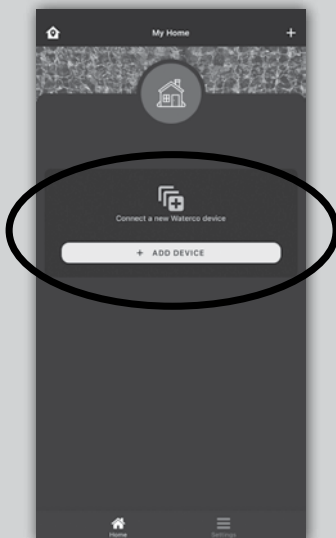 My Home +
Connect a new Waterco device
+ ADD DEVICE
Home Settings